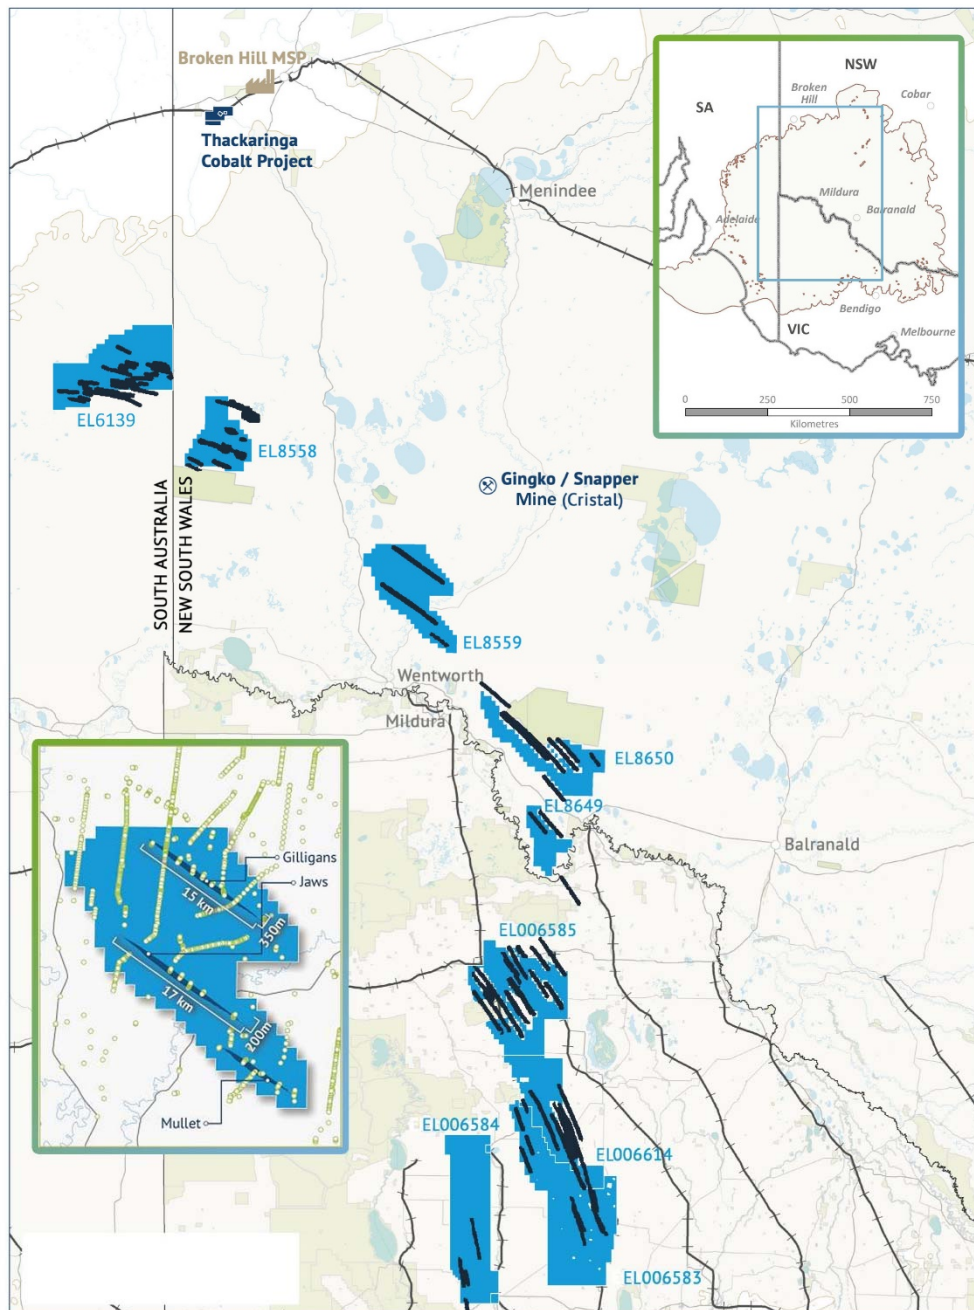 Broken Hill MSP
Thackaringa
Cobalt Project
Menindee
NSW
SA
Broken
Hill
Cobar
Mildura
Balranald
Adelaide
Bendigo
VIC
Melbourne
0 250 500 750
Kilometres
EL6139
EL8558
Gingko / Snapper
Mine (Cristal)
SOUTH AUSTRALIA
NEW SOUTH WALES
EL8559
Wentworth
Mildura
EL8650
EL8649
Balranald
Gilligans
Jaws
15 km
350m
17 km
200m
Mullet
EL006585
EL006584
EL006614
EL006583